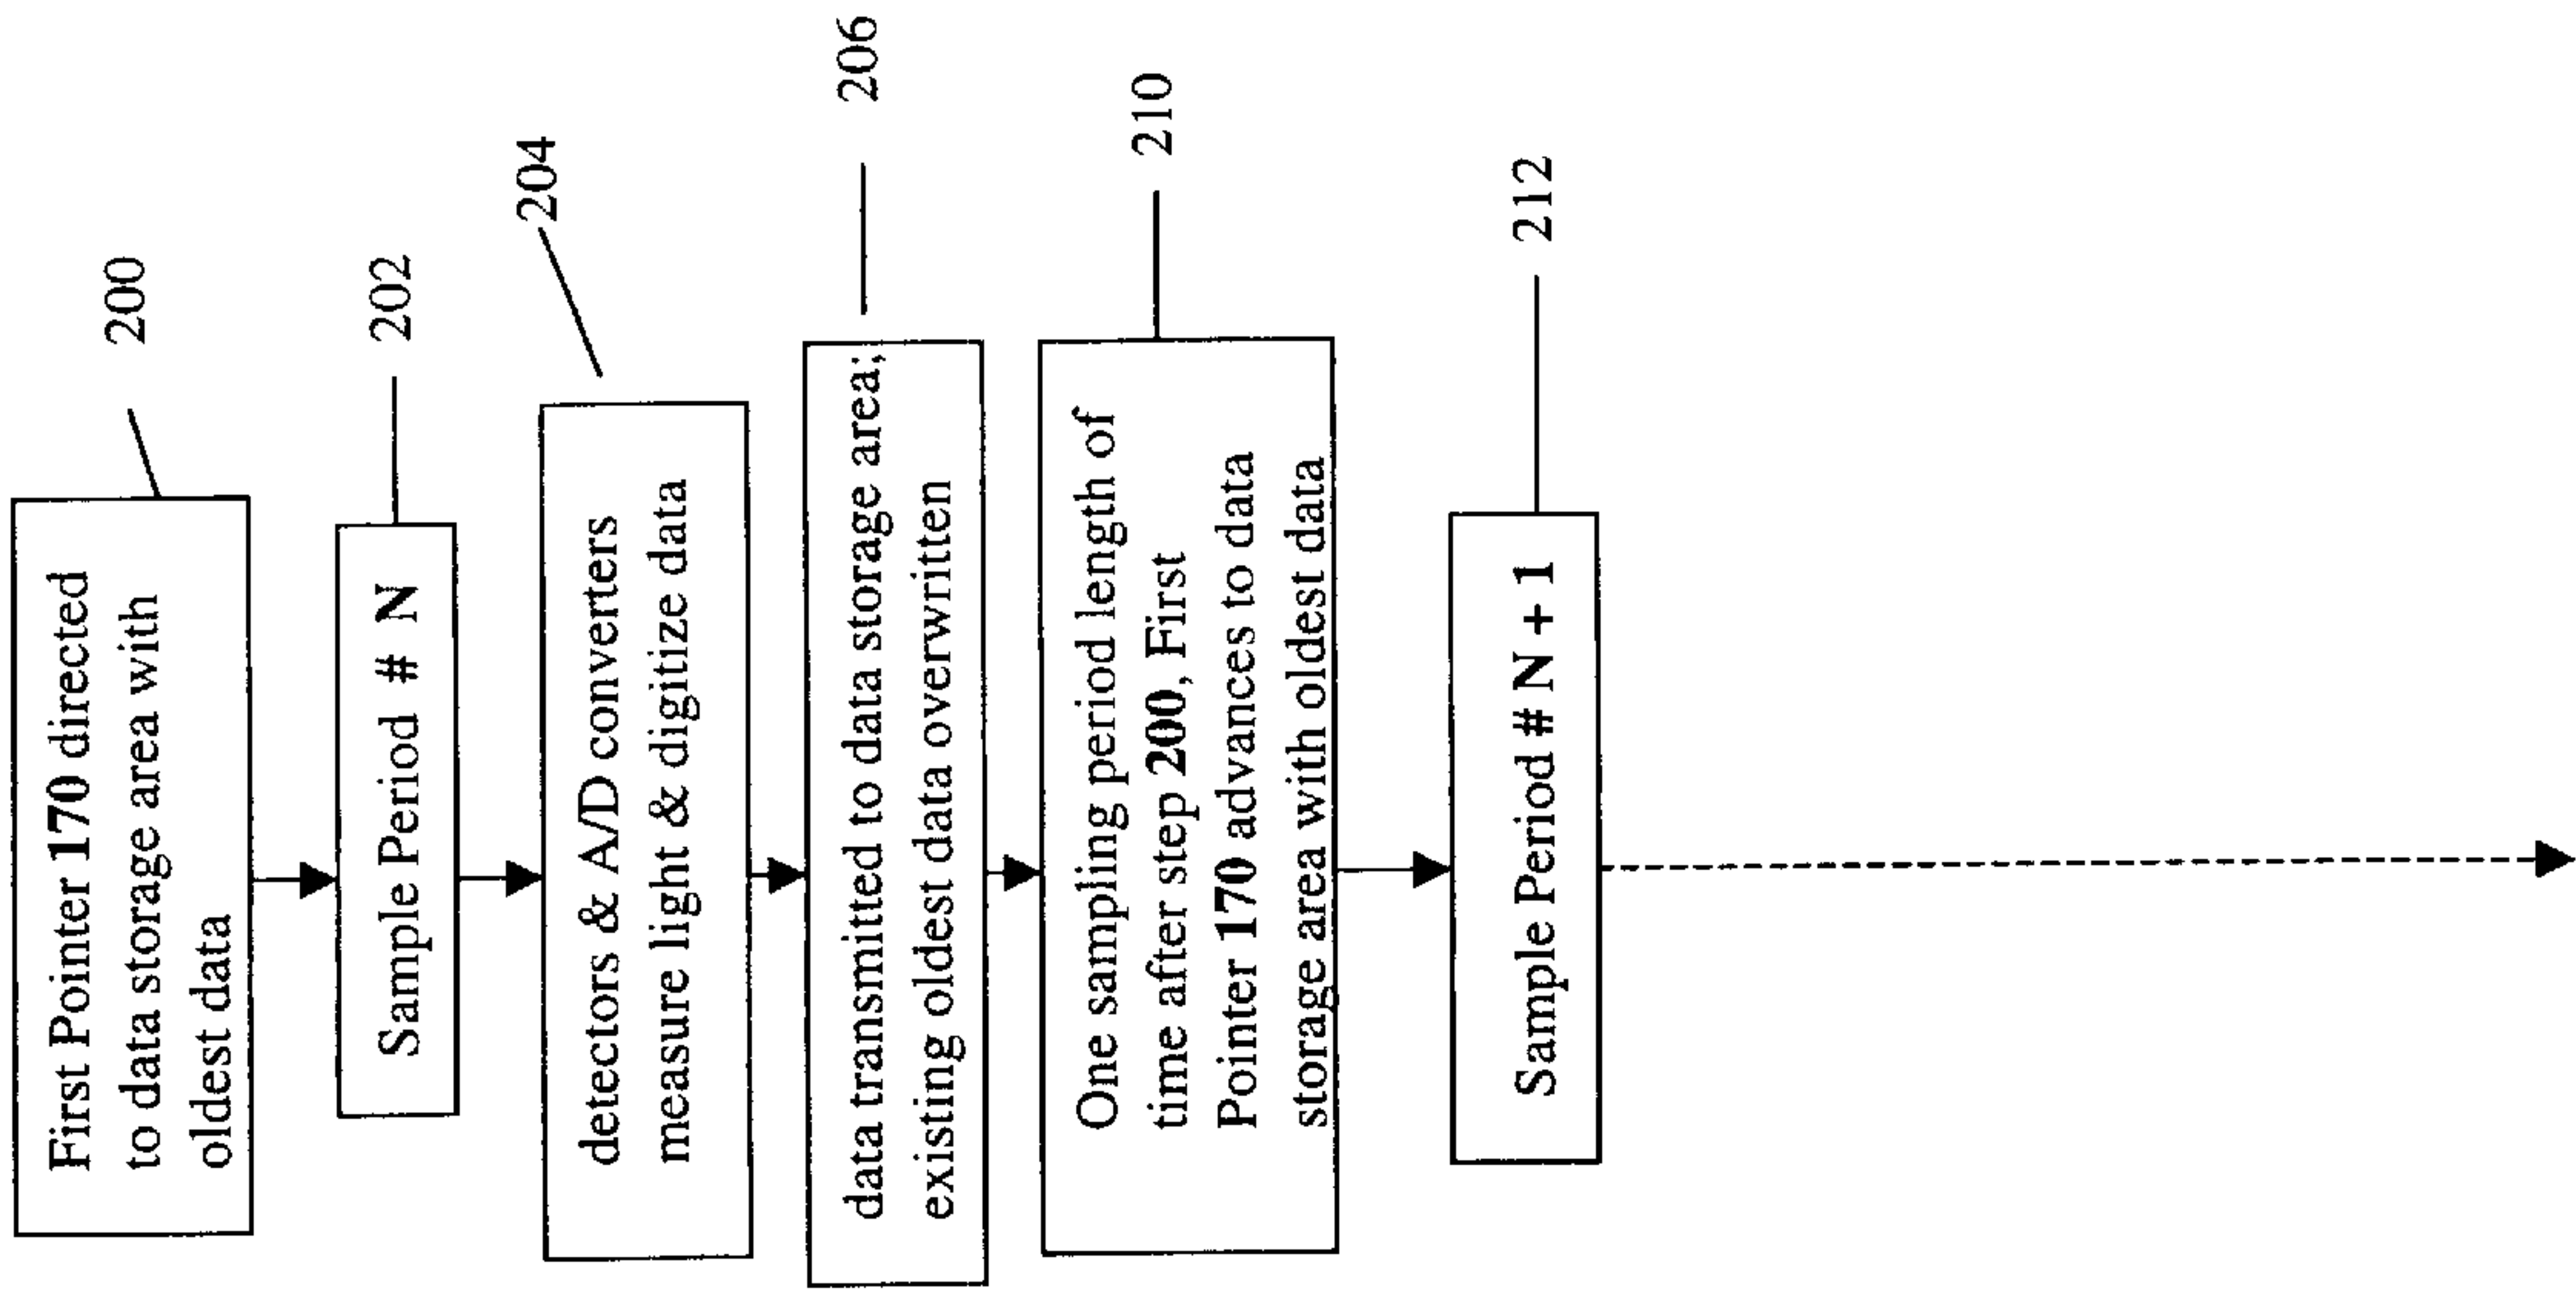 First Pointer 170 directed
to data storage area with
oldest data
200
Sample Period # N
202
detectors & A/D converters
measure light & digitize data
204
data transmitted to data storage area;
existing oldest data overwritten
206
One sampling period length of
time after step 200, First
Pointer 170 advances to data
storage area with oldest data
210
Sample Period # N + 1
212